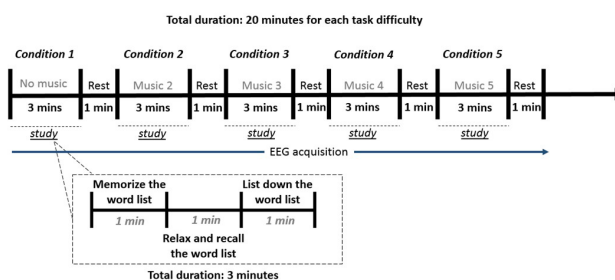 Total duration: 20 minutes for each task difficulty
Condition 1 Condition 2 Condition 3 Condition 4 Condition 5
No music Rest Music 2 Rest Music 3 Rest Music 4 Rest Music 5 Rest
3 mins 1 min 3 mins 1 min 3 mins 1 min 3 mins 1 min 3 mins 1 min
study study study study study
EEG acquisition
Memorize the List down the
word list word list
1 min 1 min 1 min
Relax and recall
the word list
Total duration: 3 minutes